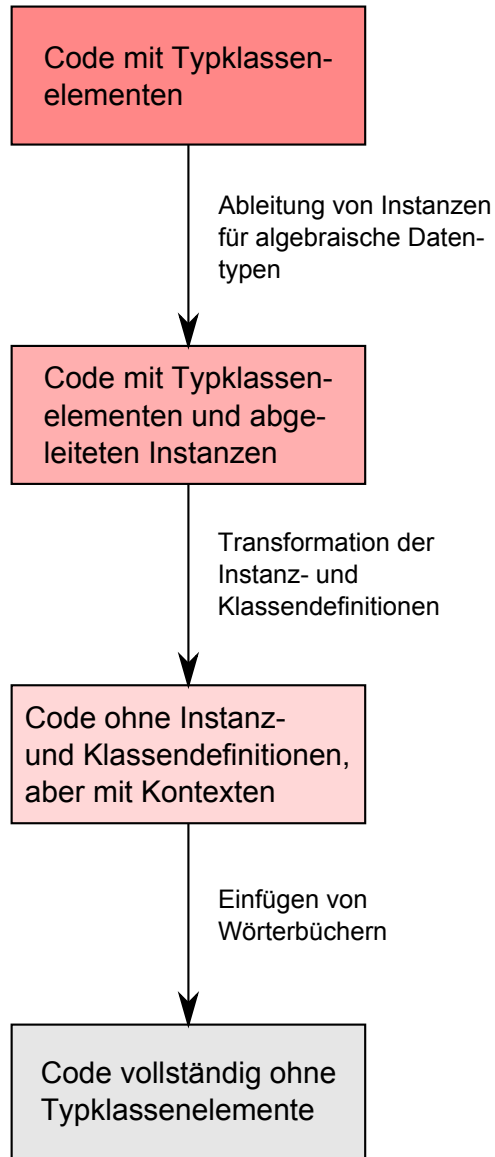 Code mit Typklassen-
elementen
Ableitung von Instanzen
für algebraische Daten-
typen
Code mit Typklassen-
elementen und abge-
leiteten Instanzen
Transformation der
Instanz- und
Klassendefinitionen
Code ohne Instanz-
und Klassendefinitionen,
aber mit Kontexten
Einfügen von
Wörterbüchern
Code vollständig ohne
Typklassenelemente